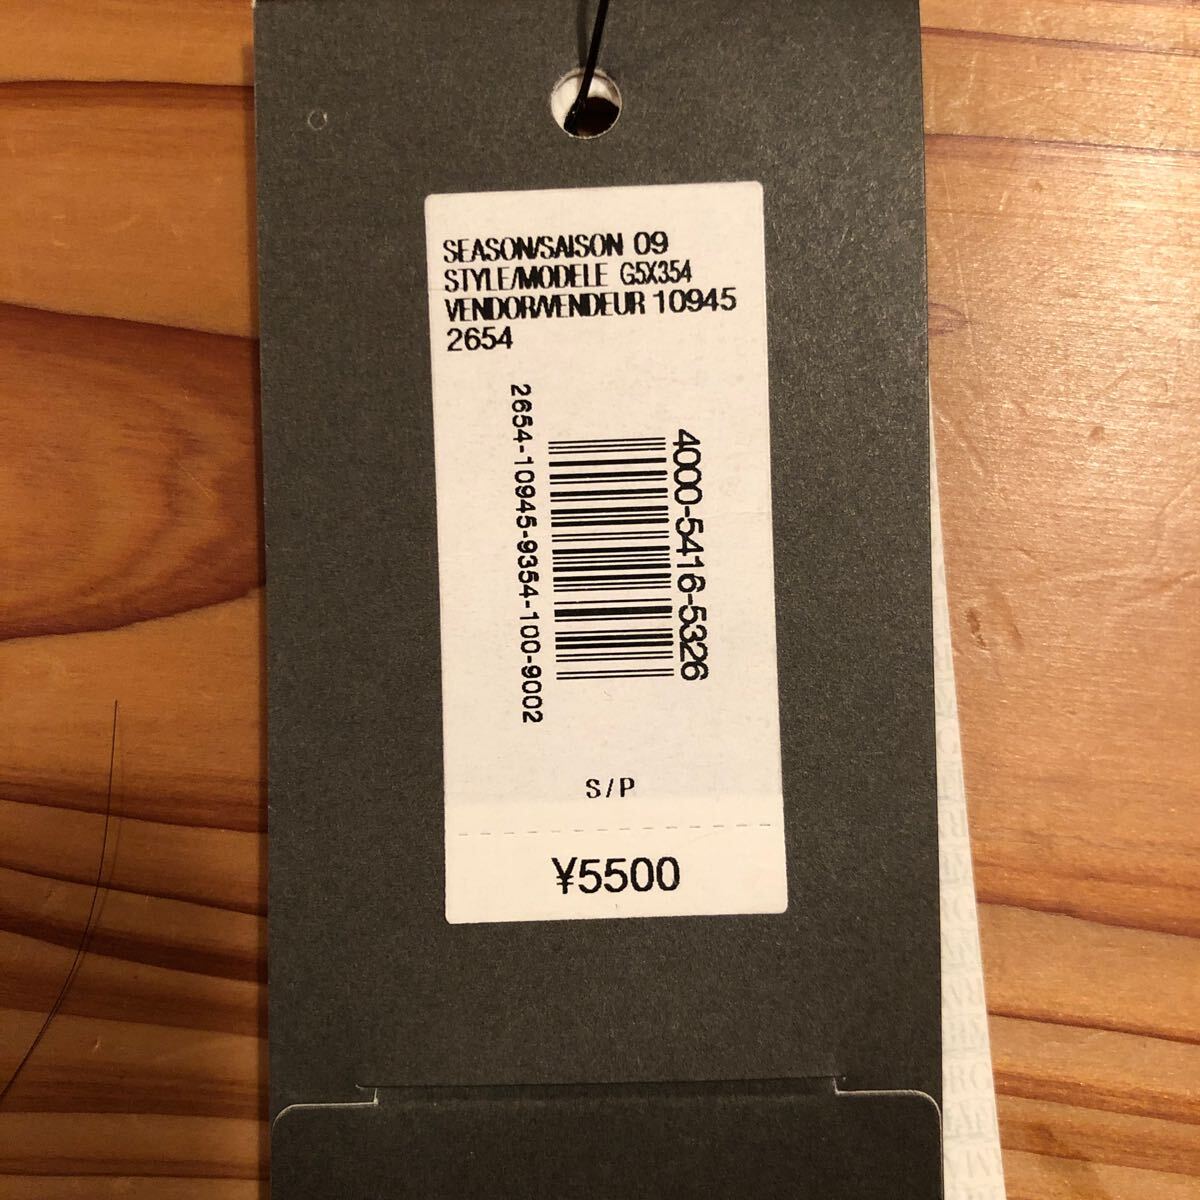 SEASON/SAISON 09
STYLE/MODELE G5X354
VENDOR/VENDEUR 10945
2654
4000-5416-5326
2654-10945-9354-100-9002
S/P
¥5500